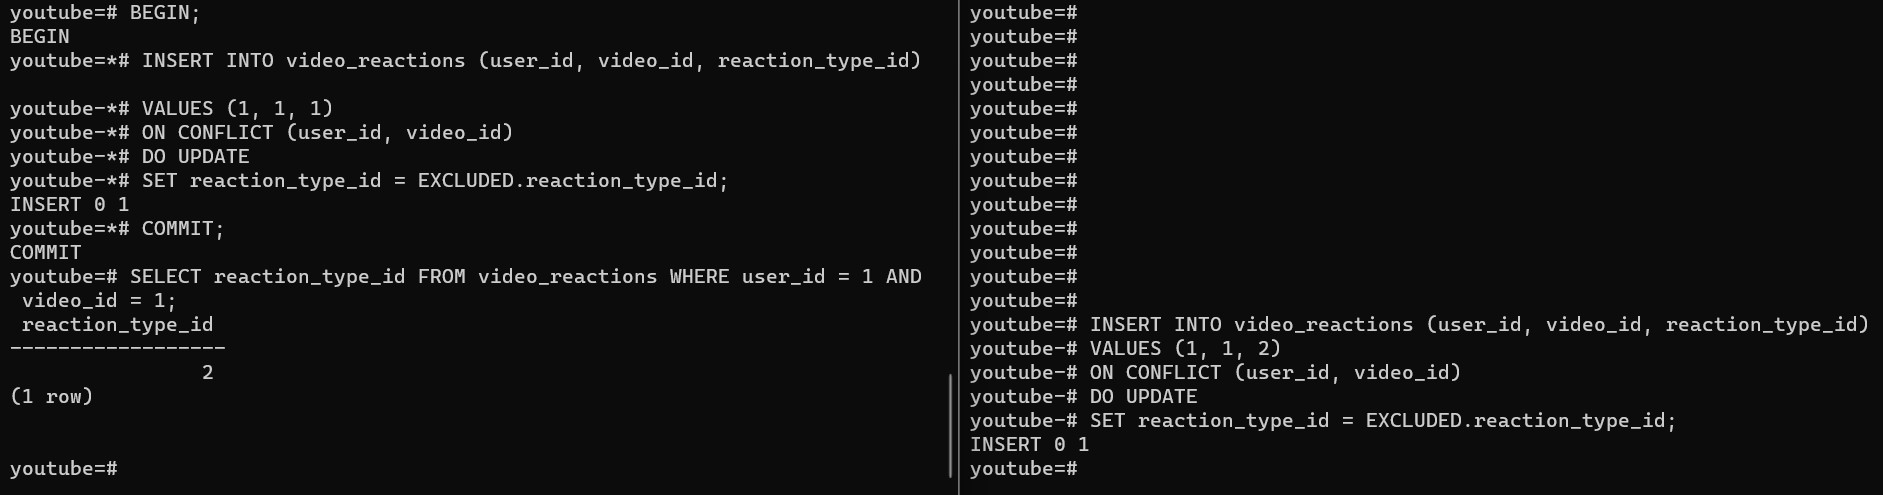 youtube=# BEGIN;
BEGIN
youtube=*# INSERT INTO video_reactions (user_id, video_id, reaction_type_id)
youtube-*# VALUES (1, 1, 1)
youtube-*# ON CONFLICT (user_id, video_id)
youtube-*# DO UPDATE
youtube-*# SET reaction_type_id = EXCLUDED.reaction_type_id;
INSERT 0 1
youtube=*# COMMIT;
COMMIT
youtube=# SELECT reaction_type_id FROM video_reactions WHERE user_id = 1 AND
 video_id = 1;
 reaction_type_id
------------------
                2
(1 row)
youtube=#
youtube=#
youtube=#
youtube=#
youtube=#
youtube=#
youtube=#
youtube=#
youtube=#
youtube=#
youtube=#
youtube=#
youtube=#
youtube=#
youtube=# INSERT INTO video_reactions (user_id, video_id, reaction_type_id)
youtube-# VALUES (1, 1, 2)
youtube-# ON CONFLICT (user_id, video_id)
youtube-# DO UPDATE
youtube-# SET reaction_type_id = EXCLUDED.reaction_type_id;
INSERT 0 1
youtube=#